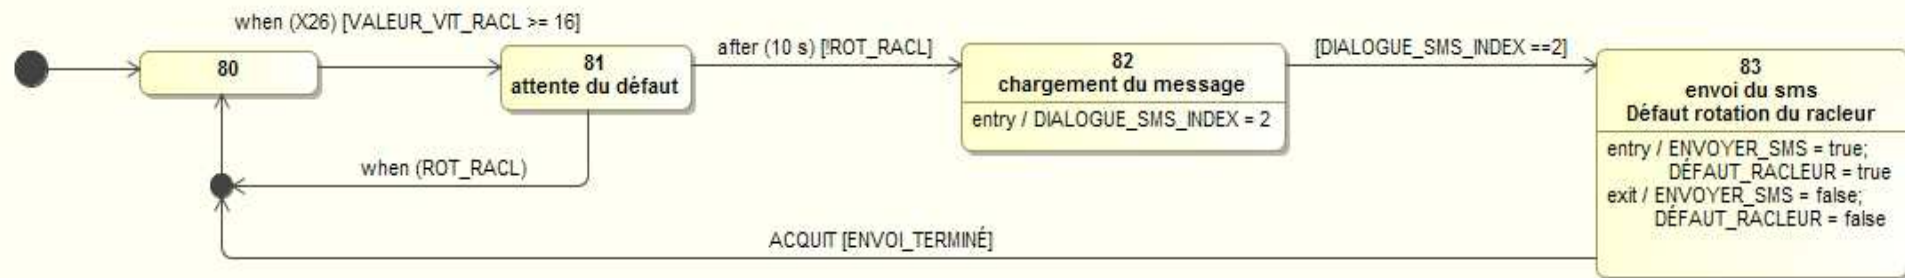 when (X26) [VALEUR_VIT_RACL >= 16]
80
81
attente du défaut
after (10 s) [!ROT_RACL]
82
chargement du message
entry / DIALOGUE_SMS_INDEX = 2
[DIALOGUE_SMS_INDEX ==2]
83
envoi du sms
Défaut rotation du racleur
entry / ENVOYER_SMS = true;
DÉFAUT_RACLEUR = true
exit / ENVOYER_SMS = false;
DÉFAUT_RACLEUR = false
when (ROT_RACL)
ACQUIT [ENVOI_TERMINÉ]